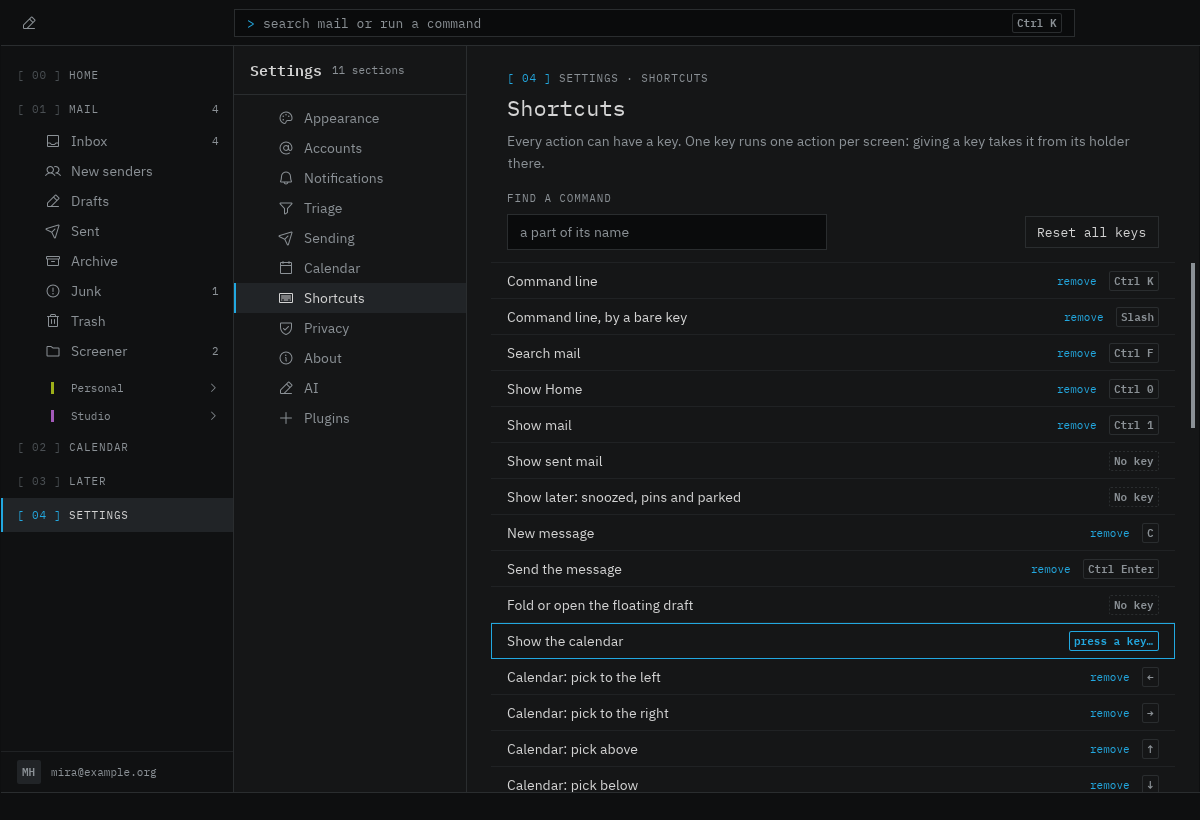 > search mail or run a command
Ctrl K
[ 00 ] HOME
[ 01 ] MAIL 4
Inbox 4
New senders
Drafts
Sent
Archive
Junk 1
Trash
Screener 2
Personal
Studio
[ 02 ] CALENDAR
[ 03 ] LATER
[ 04 ] SETTINGS
MH mira@example.org
Settings 11 sections
Appearance
Accounts
Notifications
Triage
Sending
Calendar
Shortcuts
Privacy
About
AI
Plugins
[ 04 ] SETTINGS · SHORTCUTS
Shortcuts
Every action can have a key. One key runs one action per screen: giving a key takes it from its holder
there.
FIND A COMMAND
a part of its name
Reset all keys
Command line remove Ctrl K
Command line, by a bare key remove Slash
Search mail remove Ctrl F
Show Home remove Ctrl 0
Show mail remove Ctrl 1
Show sent mail No key
Show later: snoozed, pins and parked No key
New message remove C
Send the message remove Ctrl Enter
Fold or open the floating draft No key
Show the calendar press a key…
Calendar: pick to the left remove ←
Calendar: pick to the right remove →
Calendar: pick above remove ↑
Calendar: pick below remove ↓